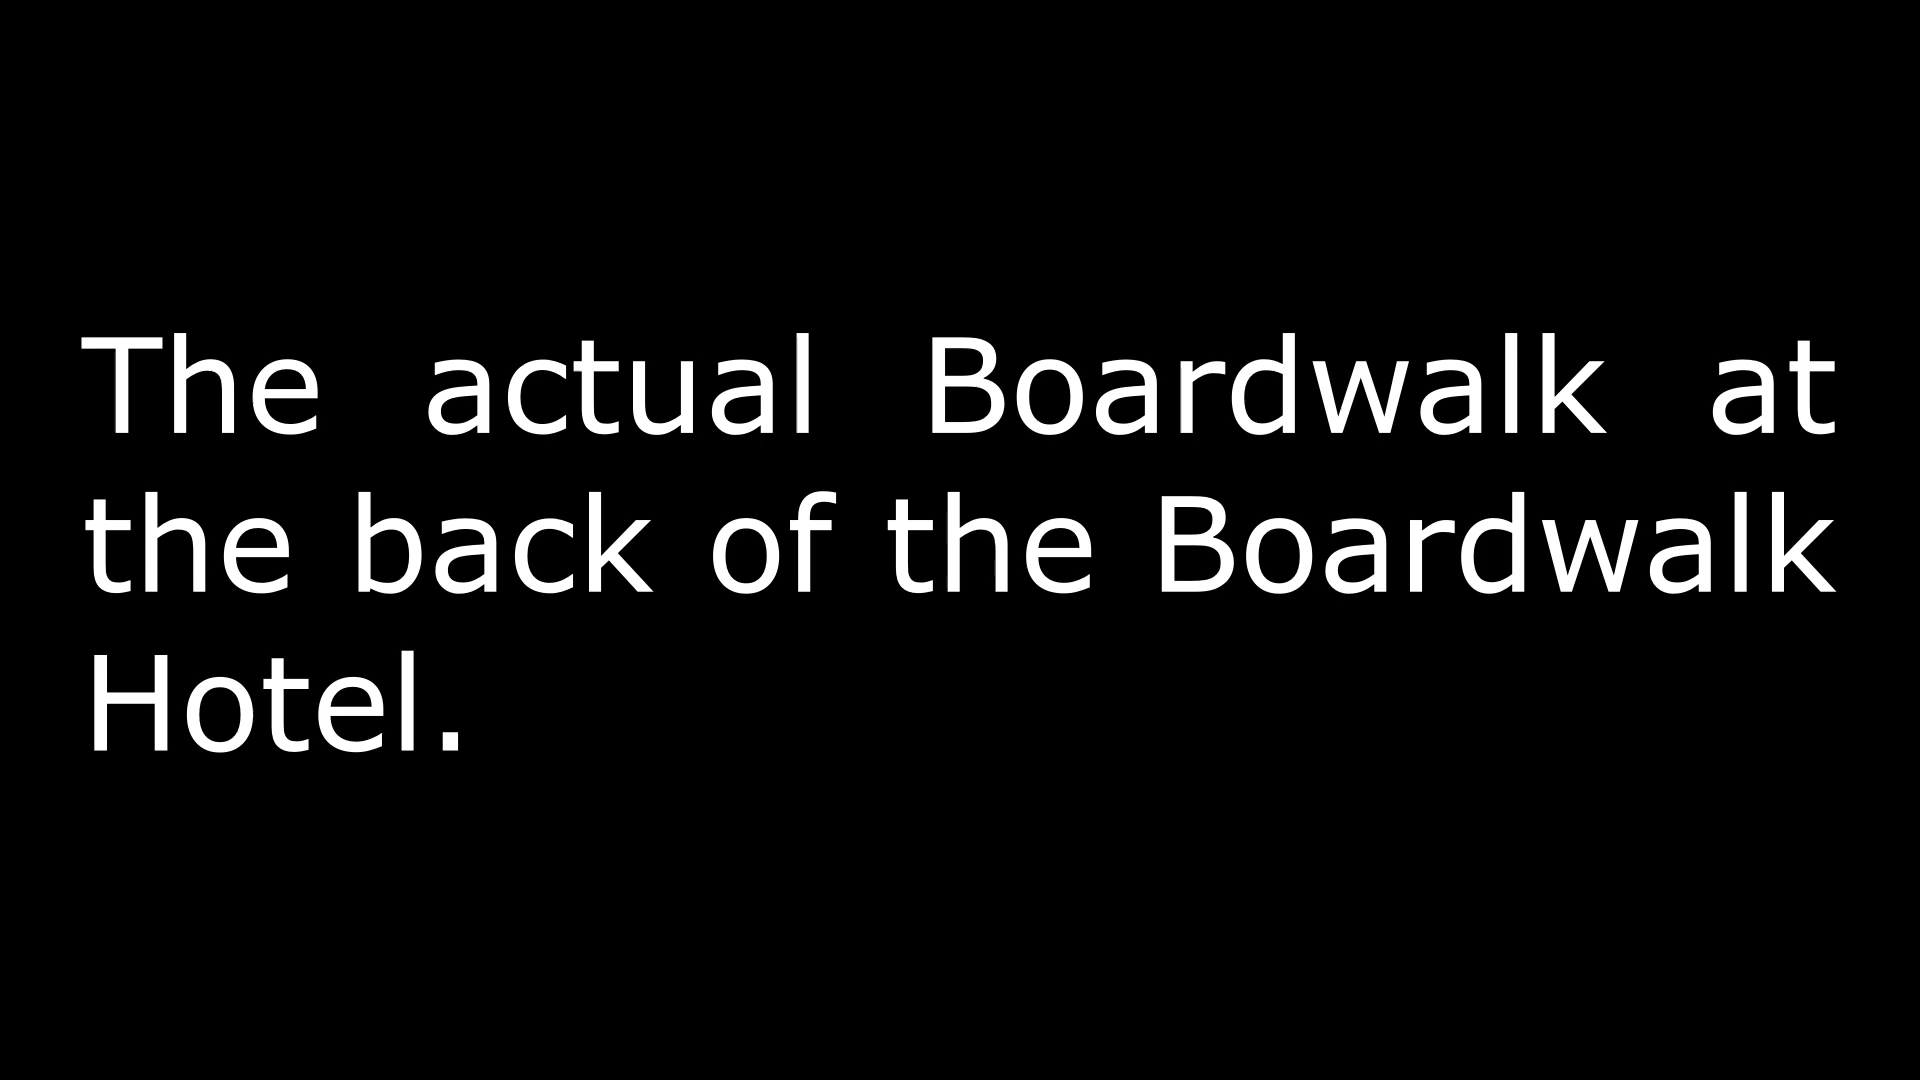 The actual Boardwalk at
the back of the Boardwalk
Hotel.